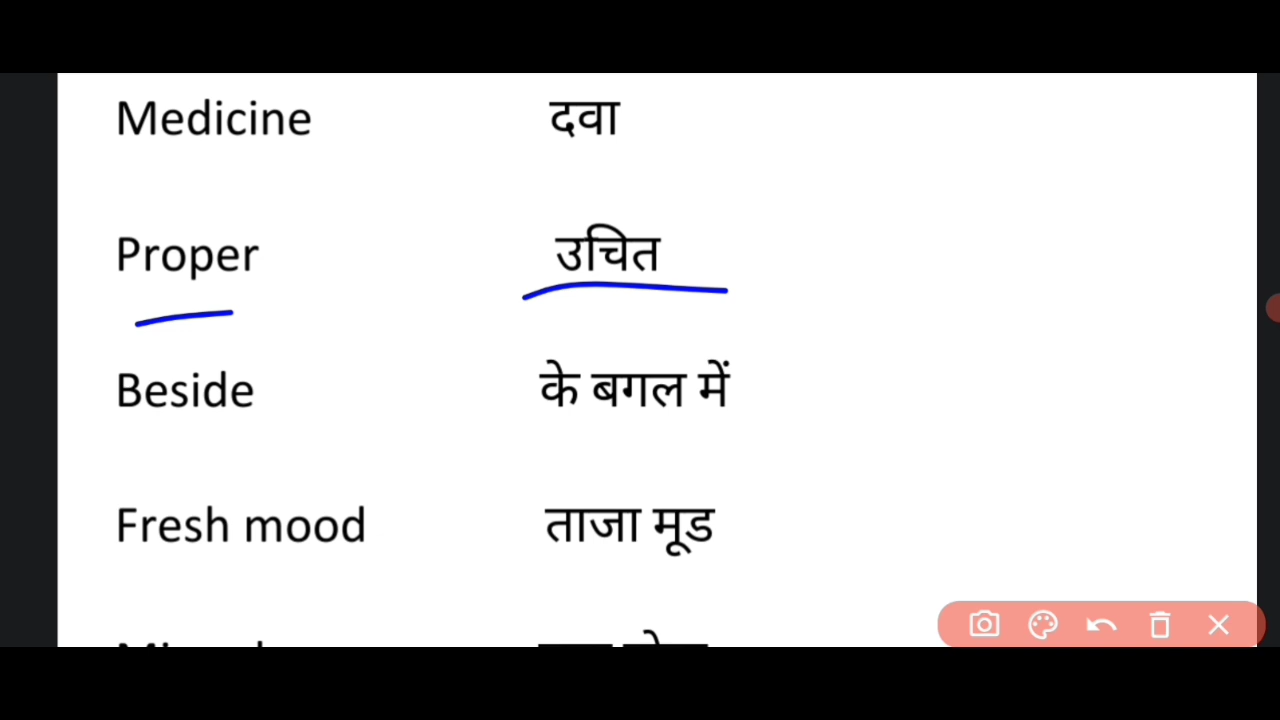 Medicine दवा
Proper उचित
Beside के बगल में
Fresh mood ताजा मूड